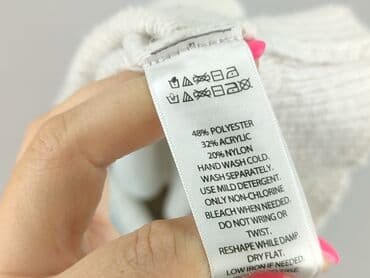 48% POLYESTER
32% ACRYLIC
20% NYLON
HAND WASH COLD.
WASH SEPARATELY.
USE MILD DETERGENT.
ONLY NON-CHLORINE
BLEACH WHEN NEEDED.
DO NOT WRING OR
TWIST.
RESHAPE WHILE DAMP.
DRY FLAT.
LOW IRON IF NEEDED.